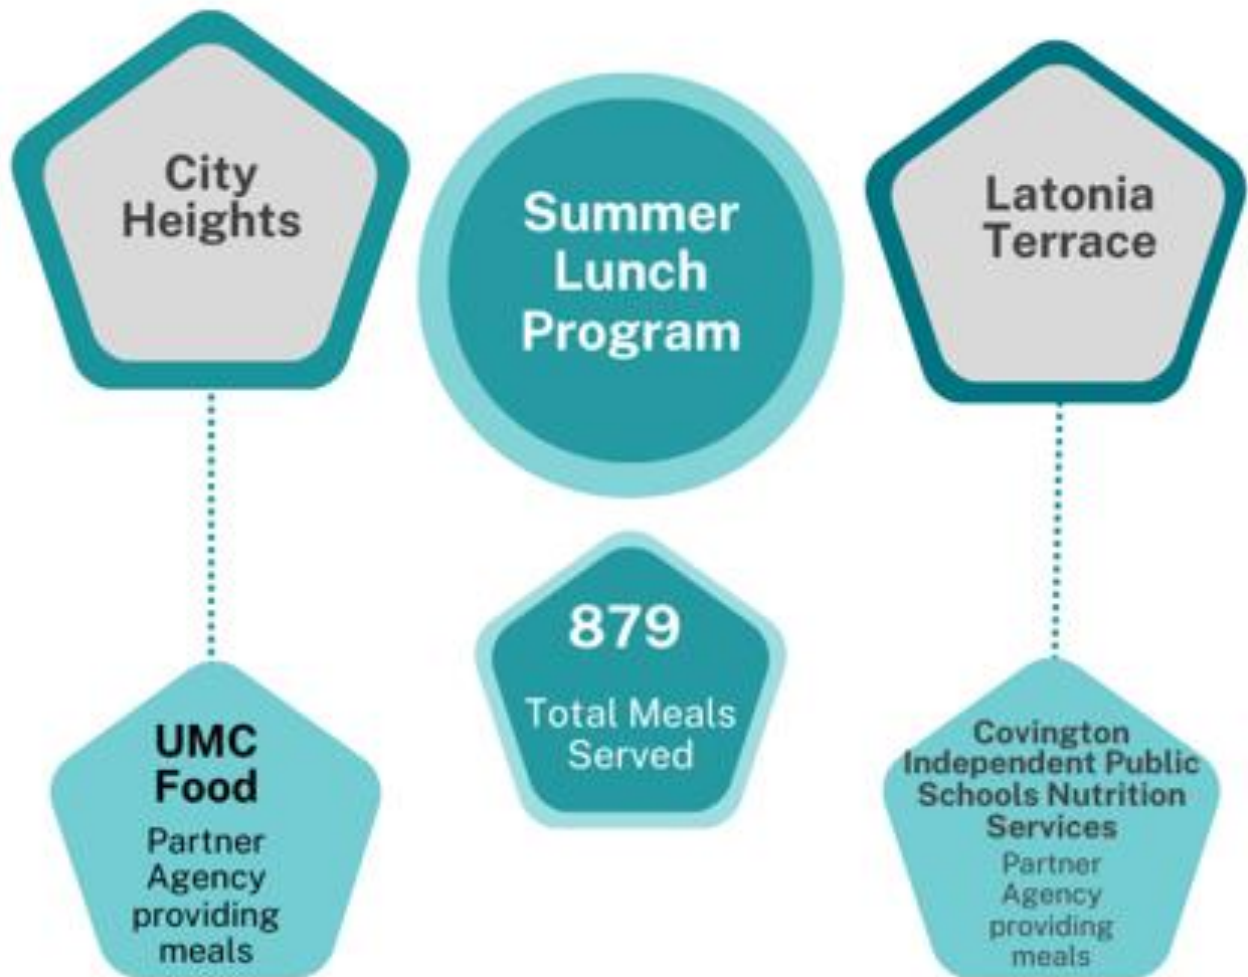 City
Heights
Summer
Lunch
Program
Latonia
Terrace
879
Total Meals
Served
UMC
Food
Partner
Agency
providing
meals
Covington
Independent Public
Schools Nutrition
Services
Partner
Agency
providing
meals